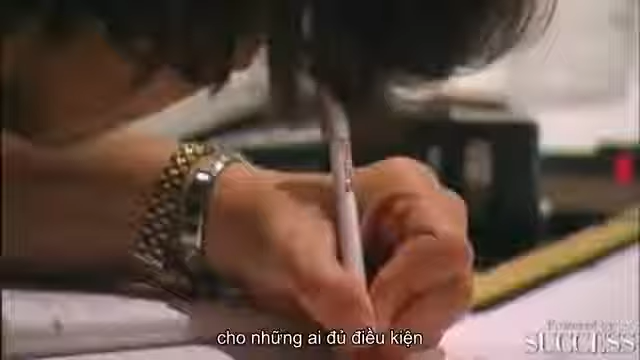 cho những ai đủ điều kiện
SUCCESS